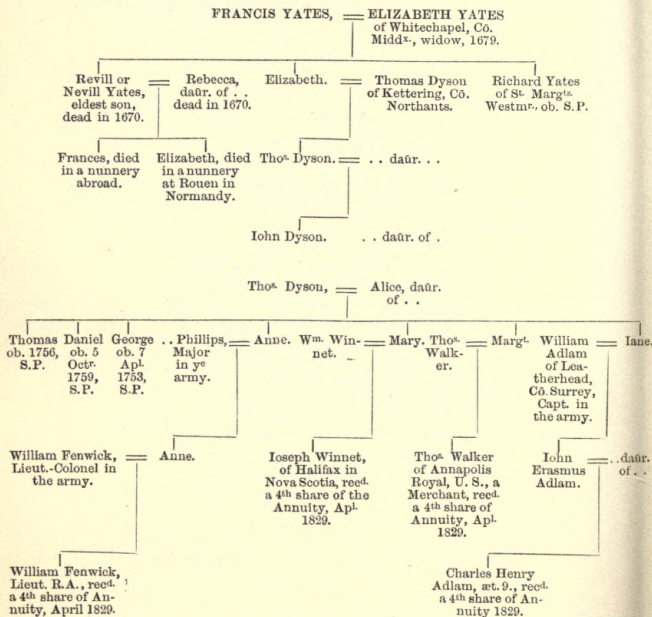 FRANCIS YATES, = ELIZABETH YATES
of Whitechapel, Cō.
Middx., widow, 1679.
Revill or
Nevill Yates,
eldest son,
dead in 1670.
=
Rebecca,
daūr. of . .
dead in 1670.
Elizabeth. =
Thomas Dyson
of Kettering, Cō.
Northants.
Richard Yates
of St. Margts.
Westmr., ob. S.P.
Frances, died
in a nunnery
abroad.
Elizabeth, died
in a nunnery
at Rouen in
Normandy.
Thos. Dyson. = . . daūr. . .
Iohn Dyson. . . daūr. of .
Thos. Dyson, = Alice, daūr.
of . .
Thomas
ob. 1756,
S.P.
Daniel
ob. 5
Octr.
1759,
S.P.
George
ob. 7
Apl.
1753,
S.P.
. . Phillips,
Major
in ye
army.
= Anne.
Wm. Win-
net.
= Mary.
Thos.
Walk-
er.
= Margt.
William
Adlam
of Lea-
therhead,
Cō. Surrey,
Capt. in
the army.
= Iane.
William Fenwick,
Lieut.-Colonel in
the army.
= Anne.
Ioseph Winnet,
of Halifax in
Nova Scotia, recd.
a 4th share of the
Annuity, Apl.
1829.
Thos. Walker
of Annapolis
Royal, U. S., a
Merchant, recd.
a 4th share of
Annuity, Apl.
1829.
Iohn
Erasmus
Adlam.
= . . daūr.
of . .
William Fenwick,
Lieut. R.A., recd.
a 4th share of An-
nuity, April 1829.
Charles Henry
Adlam, æt. 9., recd.
a 4th share of An-
nuity 1829.